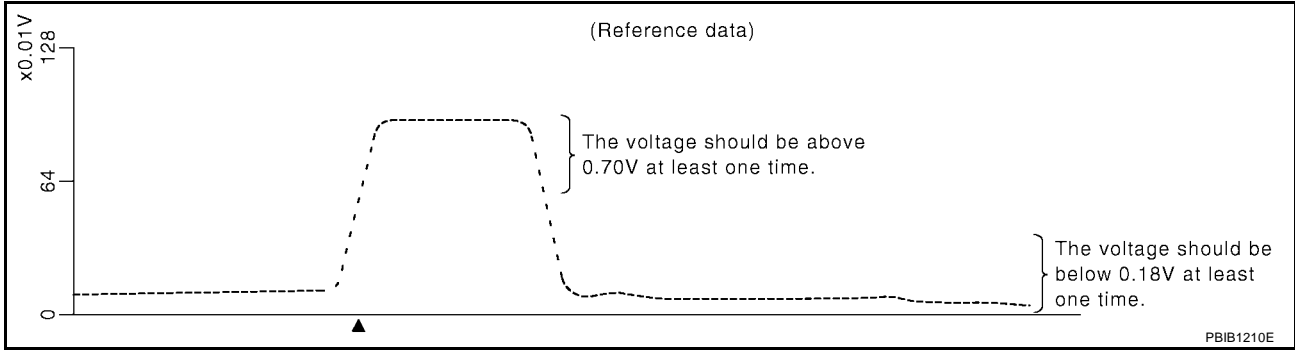 (Reference data)
x0.01V
128
64
0
The voltage should be above
0.70V at least one time.
The voltage should be
below 0.18V at least
one time.
PBIB1210E